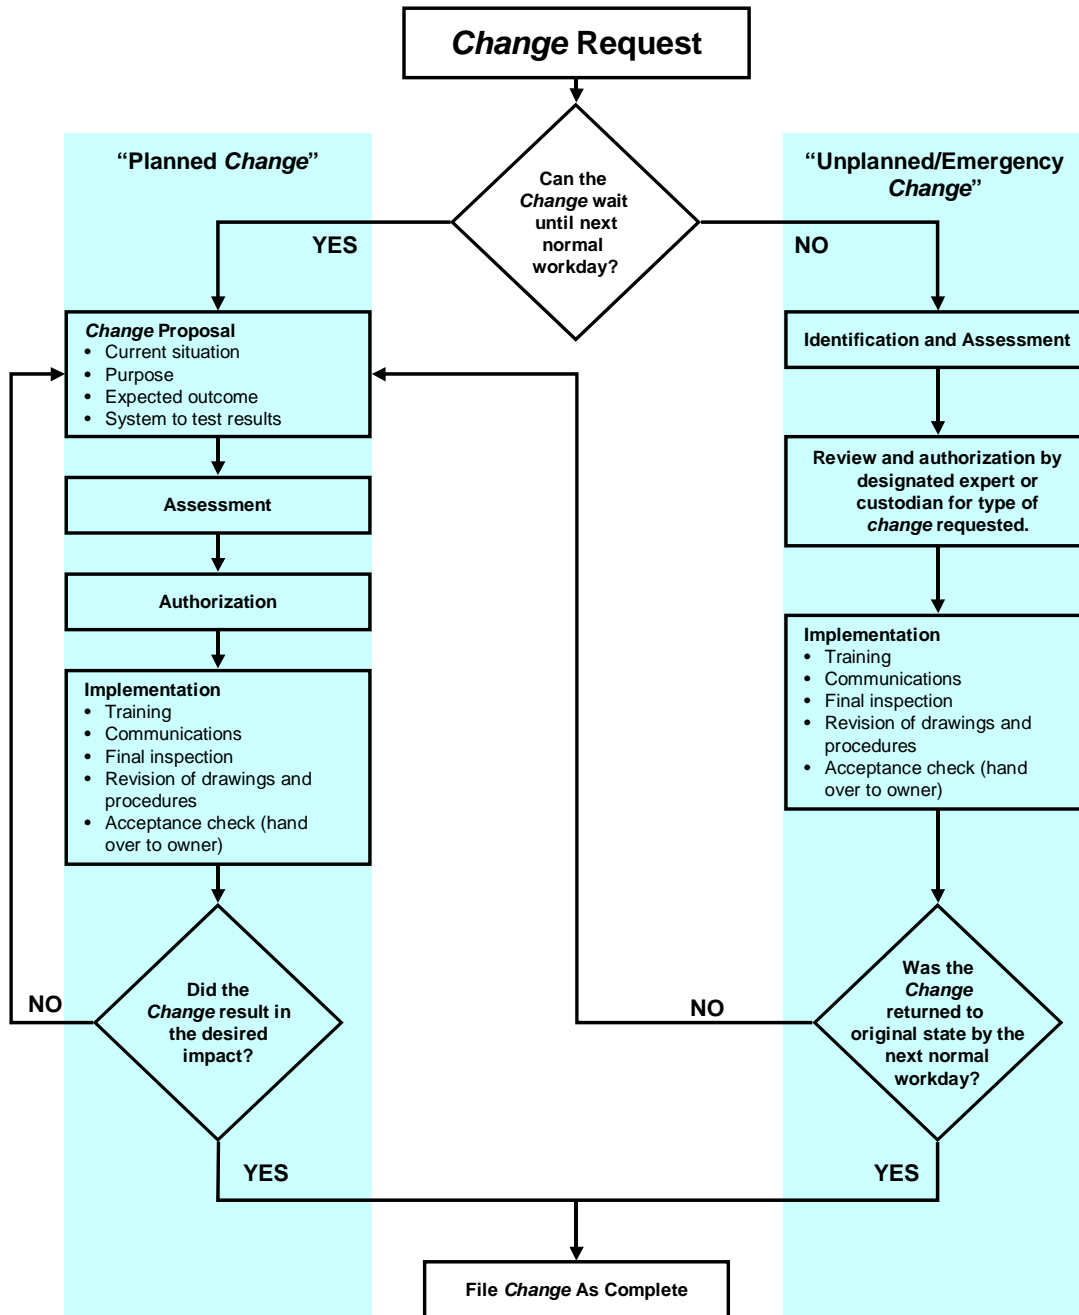 Change Request
Can the
Change wait
until next
normal
workday?
“Planned Change”
YES
Change Proposal
• Current situation
• Purpose
• Expected outcome
• System to test results
Assessment
Authorization
Implementation
• Training
• Communications
• Final inspection
• Revision of drawings and
procedures
• Acceptance check (hand
over to owner)
Did the
Change result in
the desired
impact?
NO
YES
“Unplanned/Emergency
Change”
NO
Identification and Assessment
Review and authorization by
designated expert or
custodian for type of
change requested.
Implementation
• Training
• Communications
• Final inspection
• Revision of drawings and
procedures
• Acceptance check (hand
over to owner)
Was the
Change
returned to
original state by the
next normal
workday?
NO
YES
File Change As Complete